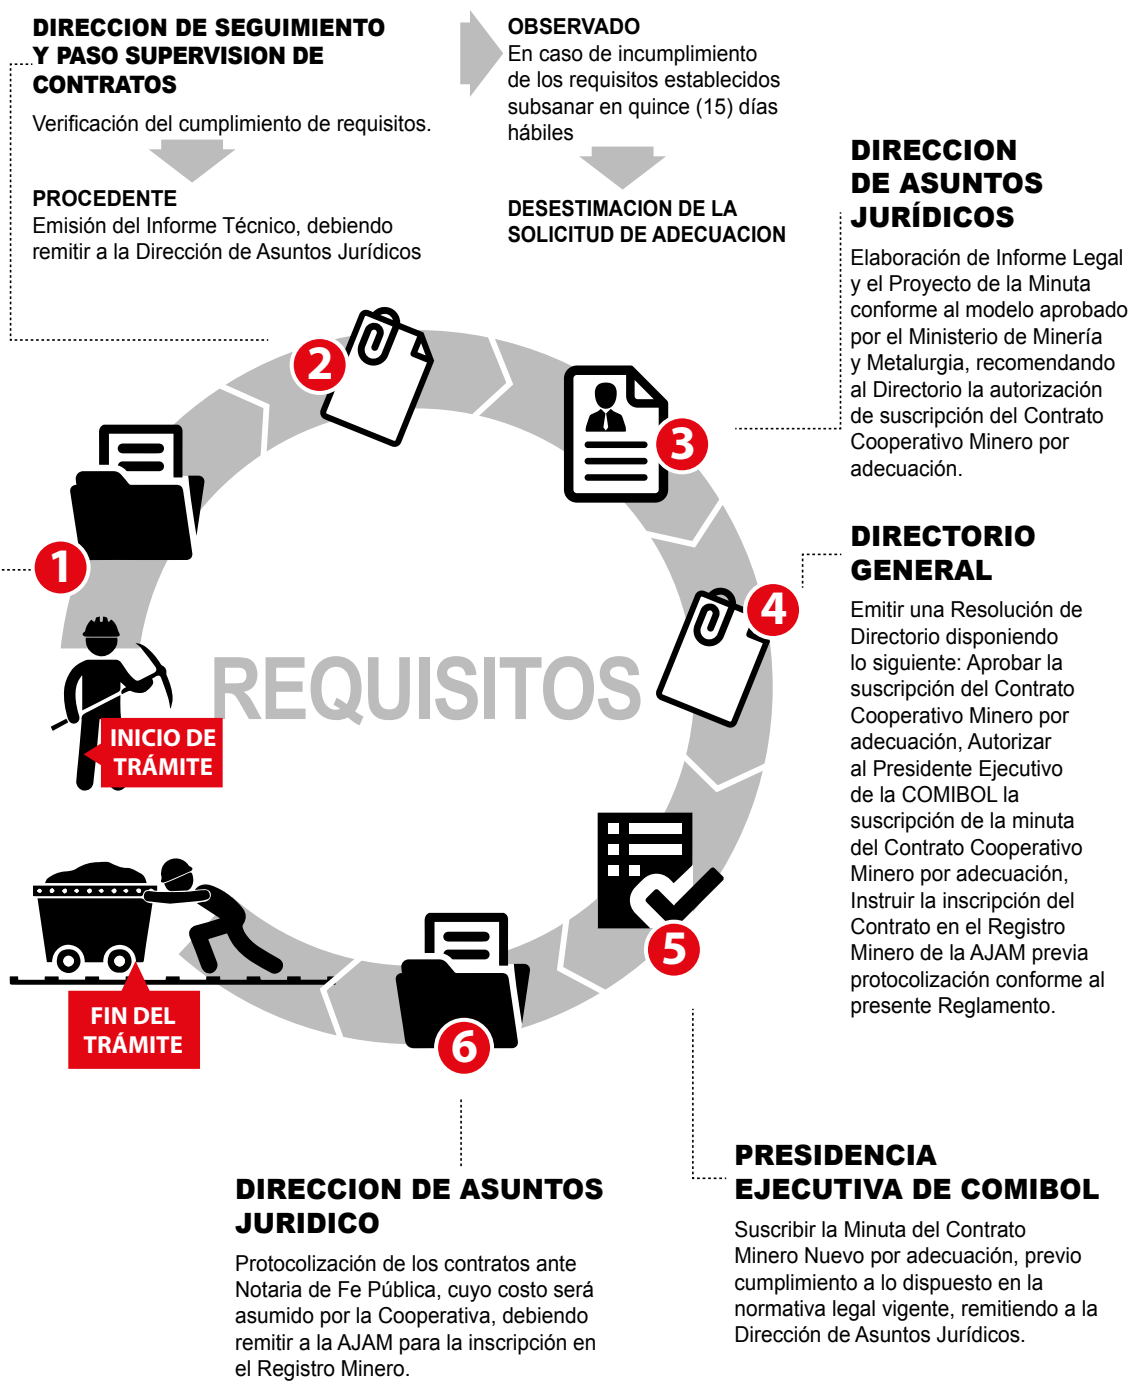 DIRECCION DE SEGUIMIENTO
Y PASO SUPERVISION DE
CONTRATOS
Verificación del cumplimiento de requisitos.
PROCEDENTE
Emisión del Informe Técnico, debiendo
remitir a la Dirección de Asuntos Jurídicos
OBSERVADO
En caso de incumplimiento
de los requisitos establecidos
subsanar en quince (15) días
hábiles
DESESTIMACION DE LA
SOLICITUD DE ADECUACION
DIRECCION
DE ASUNTOS
JURÍDICOS
Elaboración de Informe Legal
y el Proyecto de la Minuta
conforme al modelo aprobado
por el Ministerio de Minería
y Metalurgia, recomendando
al Directorio la autorización
de suscripción del Contrato
Cooperativo Minero por
adecuación.
DIRECTORIO
GENERAL
Emitir una Resolución de
Directorio disponiendo
lo siguiente: Aprobar la
suscripción del Contrato
Cooperativo Minero por
adecuación, Autorizar
al Presidente Ejecutivo
de la COMIBOL la
suscripción de la minuta
del Contrato Cooperativo
Minero por adecuación,
Instruir la inscripción del
Contrato en el Registro
Minero de la AJAM previa
protocolización conforme al
presente Reglamento.
1
2
3
4
5
6
REQUISITOS
INICIO DE
TRÁMITE
FIN DEL
TRÁMITE
DIRECCION DE ASUNTOS
JURIDICO
Protocolización de los contratos ante
Notaria de Fe Pública, cuyo costo será
asumido por la Cooperativa, debiendo
remitir a la AJAM para la inscripción en
el Registro Minero.
PRESIDENCIA
EJECUTIVA DE COMIBOL
Suscribir la Minuta del Contrato
Minero Nuevo por adecuación, previo
cumplimiento a lo dispuesto en la
normativa legal vigente, remitiendo a la
Dirección de Asuntos Jurídicos.